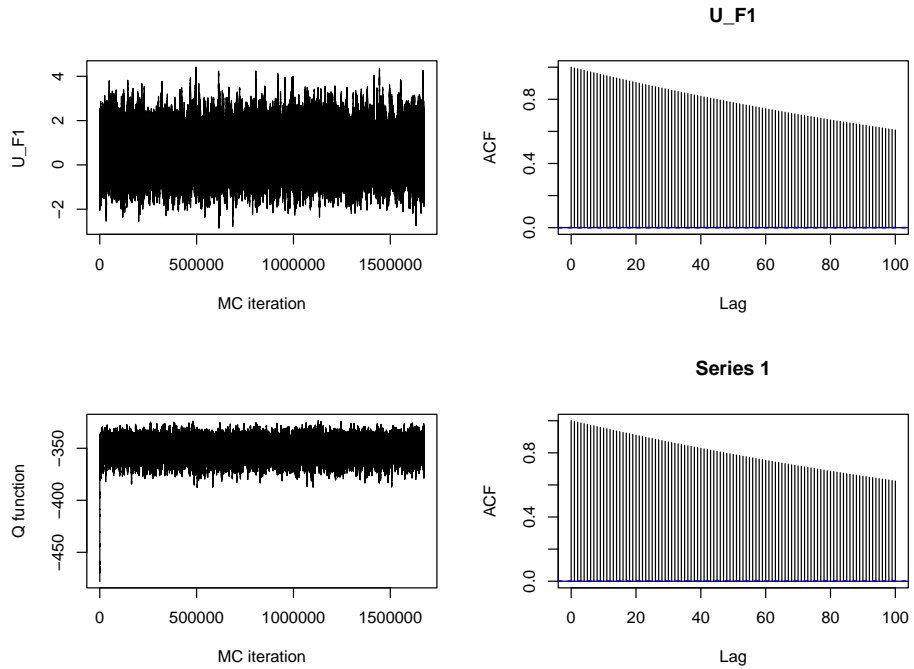 U_F1
U_F1
4
2
0
−2
0 500000 1000000 1500000
MC iteration
ACF
0.8
0.4
0.0
0 20 40 60 80 100
Lag
Series 1
Q function
−350
−400
−450
0 500000 1000000 1500000
MC iteration
ACF
0.8
0.4
0.0
0 20 40 60 80 100
Lag